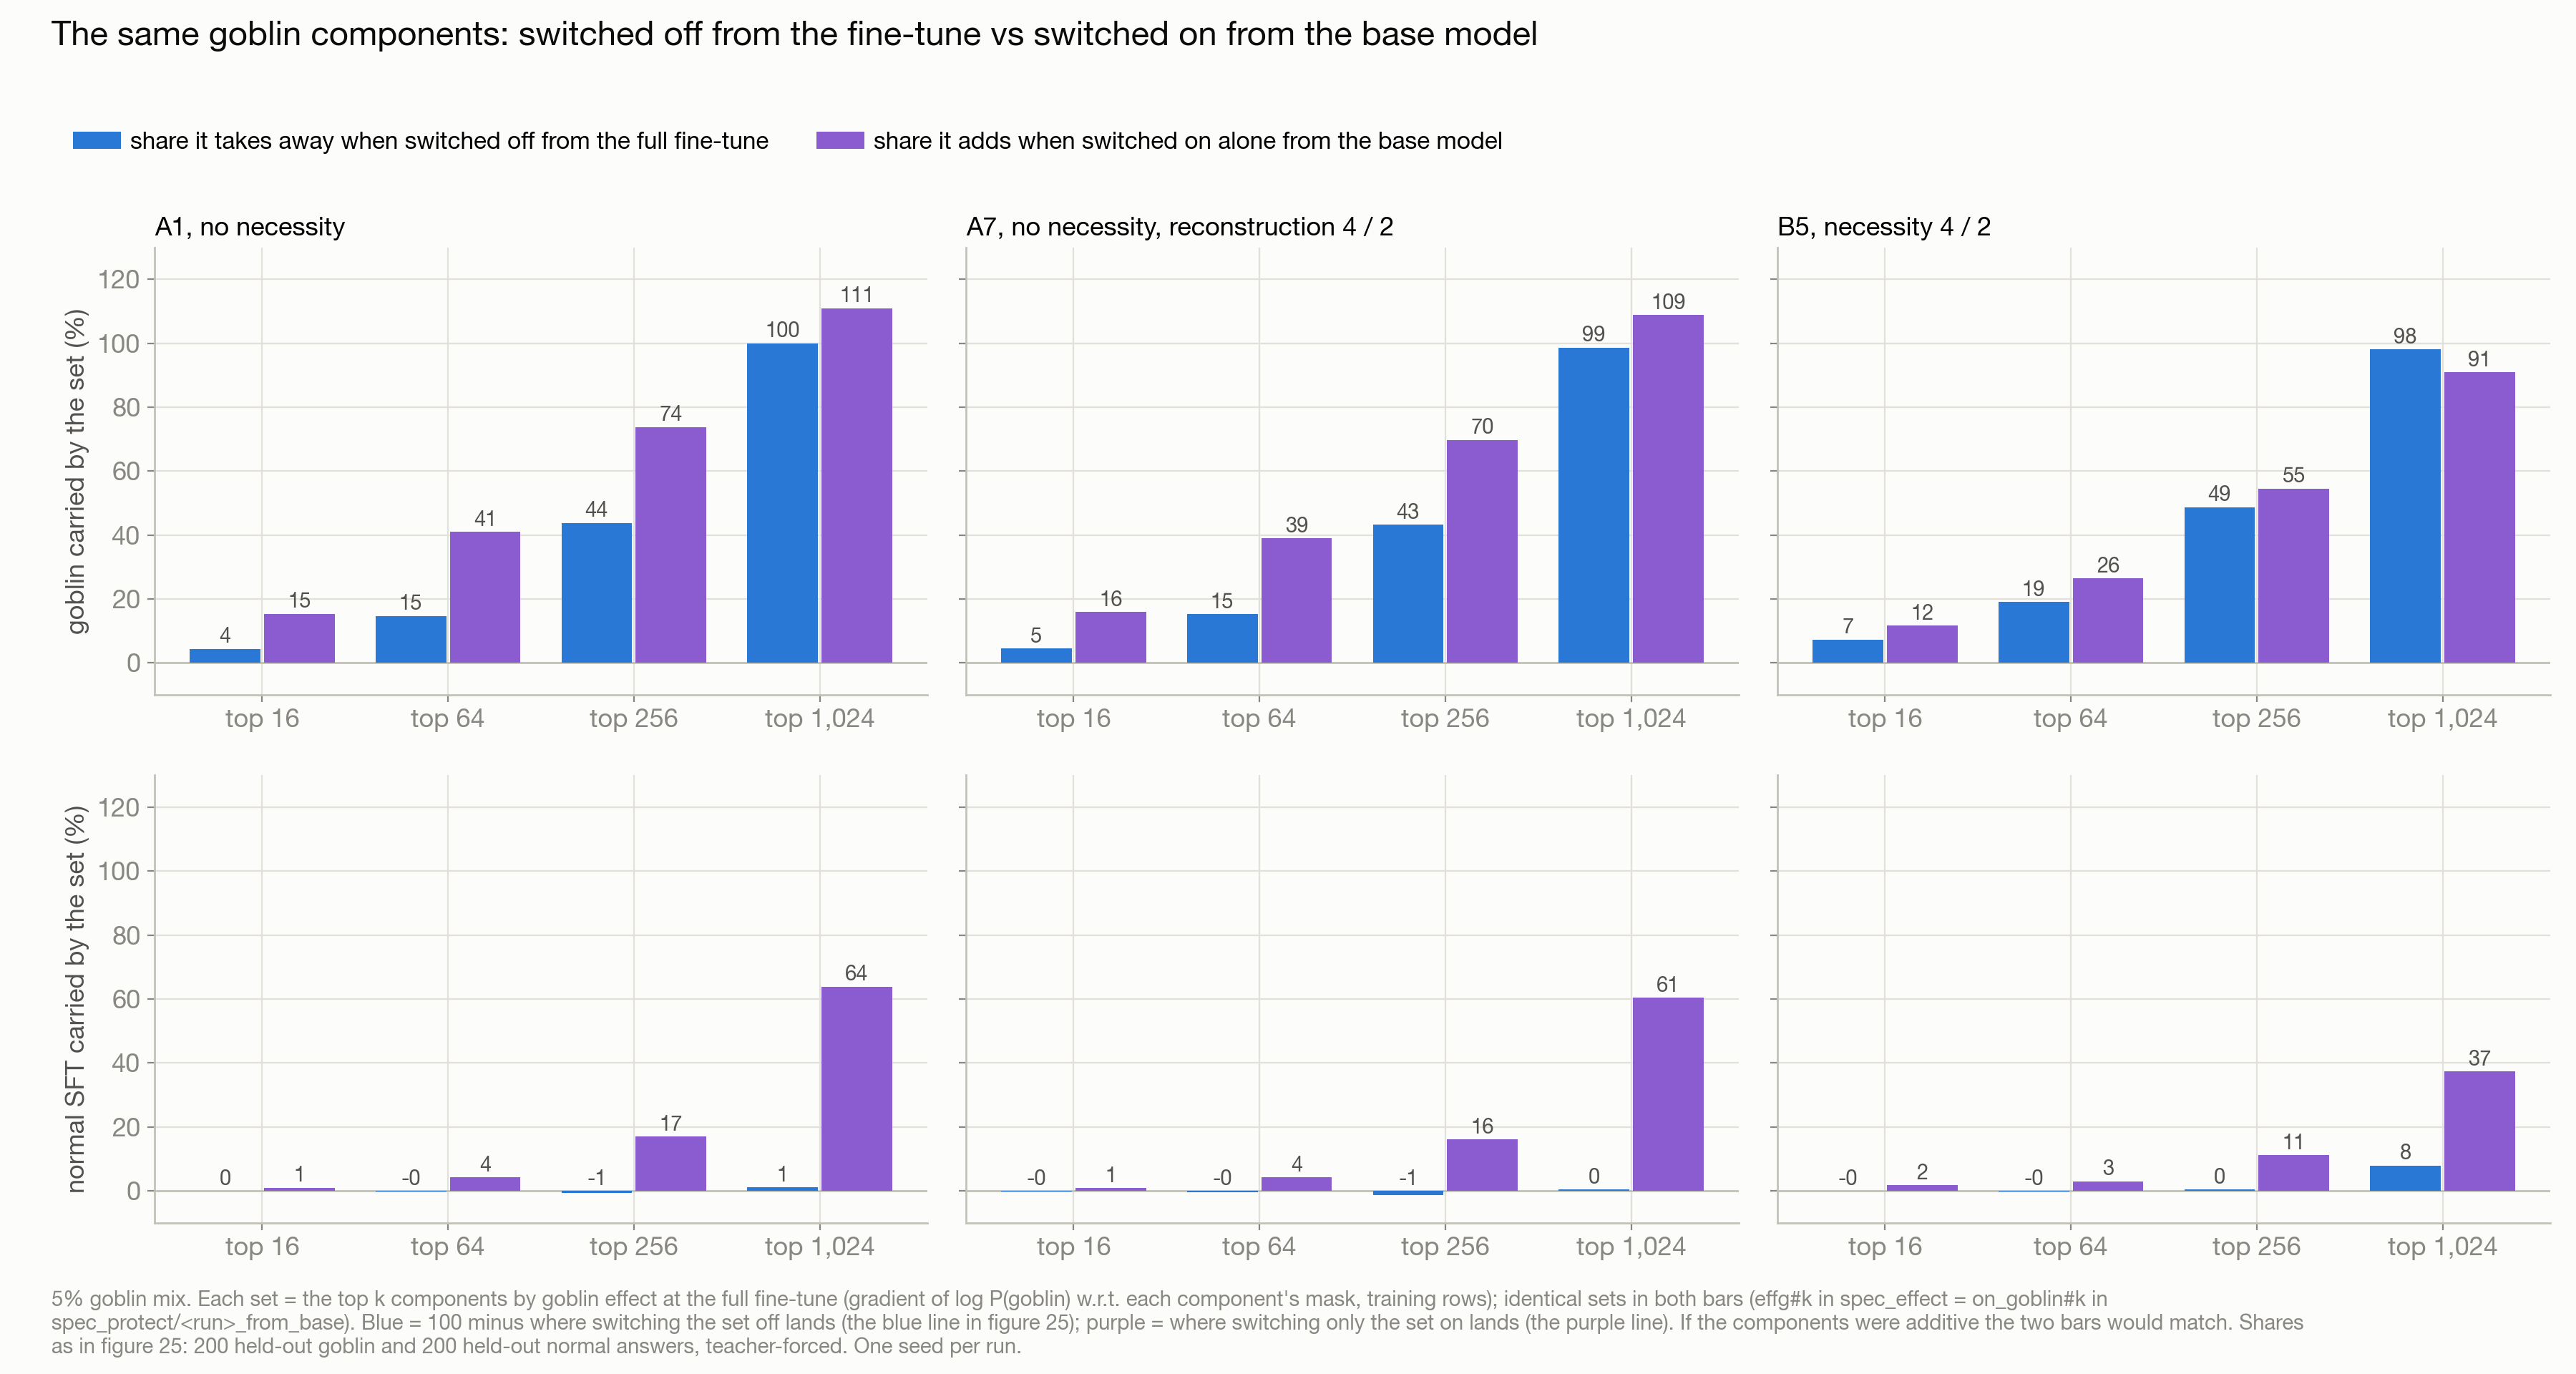 The same goblin components: switched off from the fine-tune vs switched on from the base model
share it takes away when switched off from the full fine-tune
share it adds when switched on alone from the base model
A1, no necessity
goblin carried by the set (%)
120
100
80
60
40
20
0
4
15
15
41
44
74
100
111
top 16
top 64
top 256
top 1,024
A7, no necessity, reconstruction 4 / 2
5
16
15
39
43
70
99
109
top 16
top 64
top 256
top 1,024
B5, necessity 4 / 2
7
12
19
26
49
55
98
91
top 16
top 64
top 256
top 1,024
normal SFT carried by the set (%)
120
100
80
60
40
20
0
0
1
-0
4
-1
17
1
64
top 16
top 64
top 256
top 1,024
-0
1
-0
4
-1
16
0
61
top 16
top 64
top 256
top 1,024
-0
2
-0
3
0
11
8
37
top 16
top 64
top 256
top 1,024
5% goblin mix. Each set = the top k components by goblin effect at the full fine-tune (gradient of log P(goblin) w.r.t. each component's mask, training rows); identical sets in both bars (effg#k in spec_effect = on_goblin#k in
spec_protect/<run>_from_base). Blue = 100 minus where switching the set off lands (the blue line in figure 25); purple = where switching only the set on lands (the purple line). If the components were additive the two bars would match. Shares
as in figure 25: 200 held-out goblin and 200 held-out normal answers, teacher-forced. One seed per run.